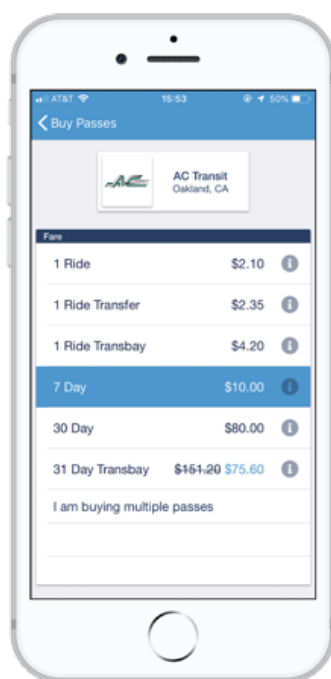 AT&T 15:53 50%
Buy Passes
AC AC Transit
Oakland, CA
Fare
1 Ride $2.10
1 Ride Transfer $2.35
1 Ride Transbay $4.20
7 Day $10.00
30 Day $80.00
31 Day Transbay $151.20 $75.60
I am buying multiple passes